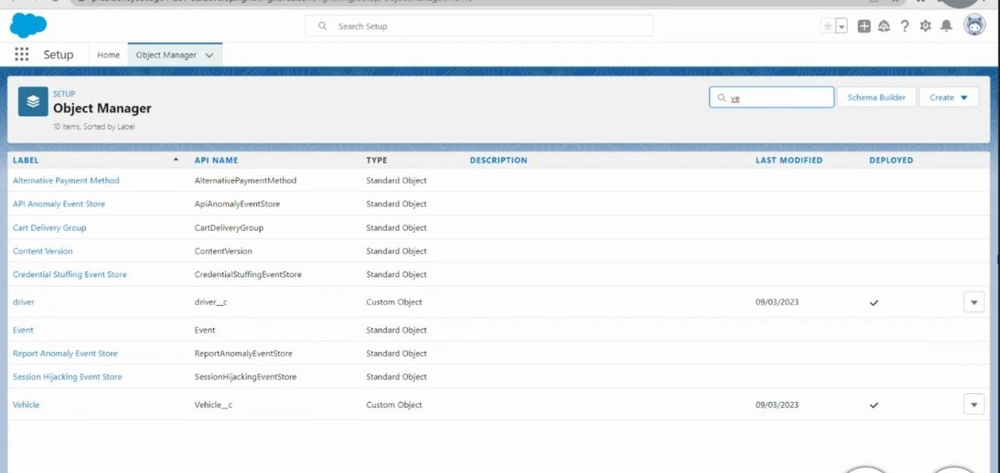 Search Setup
Setup Home Object Manager
SETUP
Object Manager
10 Items, Sorted by Label
ve Schema Builder Create
LABEL API NAME TYPE DESCRIPTION LAST MODIFIED DEPLOYED
Alternative Payment Method AlternativePaymentMethod Standard Object
API Anomaly Event Store ApiAnomalyEventStore Standard Object
Cart Delivery Group CartDeliveryGroup Standard Object
Content Version ContentVersion Standard Object
Credential Stuffing Event Store CredentialStuffingEventStore Standard Object
driver driver__c Custom Object 09/03/2023
Event Event Standard Object
Report Anomaly Event Store ReportAnomalyEventStore Standard Object
Session Hijacking Event Store SessionHijackingEventStore Standard Object
Vehicle Vehicle__c Custom Object 09/03/2023